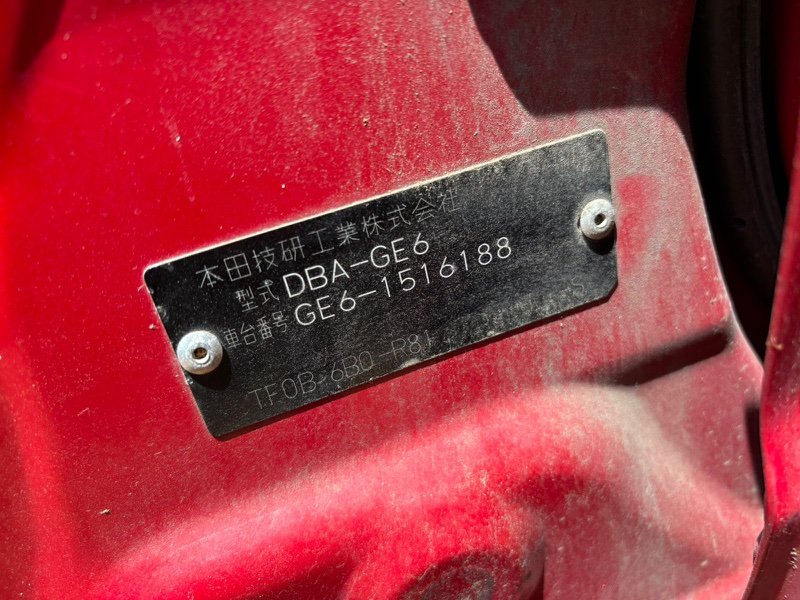 本田技研工業株式会社
型式 DBA-GE6
車台番号 GE6-1516188
TF0B-6B0-R81